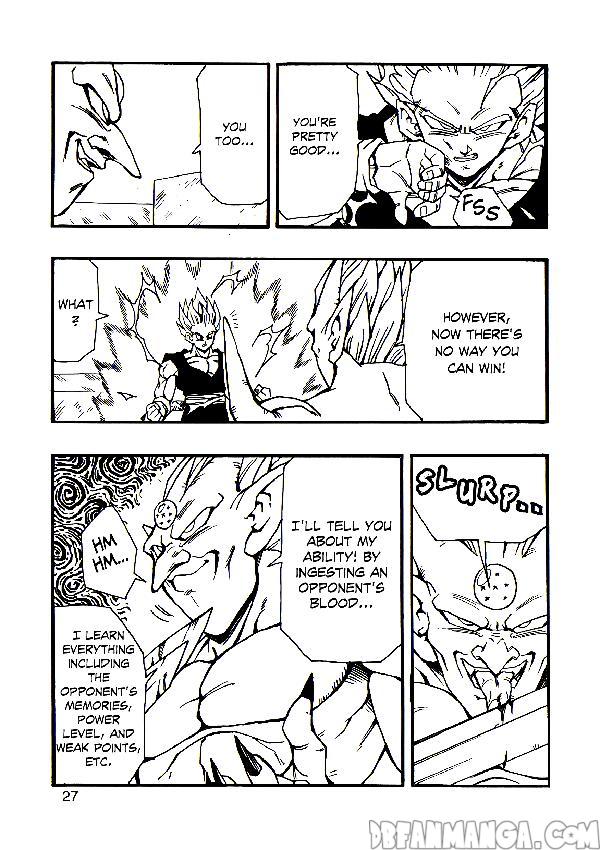 YOU'RE
PRETTY
GOOD...
FSS
YOU
TOO...
HOWEVER,
NOW THERE'S
NO WAY YOU
CAN WIN!
WHAT
?
SLURP...
I'LL TELL YOU
ABOUT MY
ABILITY! BY
INGESTING AN
OPPONENT'S
BLOOD...
HM
HM...
I LEARN
EVERYTHING
INCLUDING
THE
OPPONENT'S
MEMORIES,
POWER
LEVEL, AND
WEAK POINTS,
ETC.
27
DBFANMANGA.COM